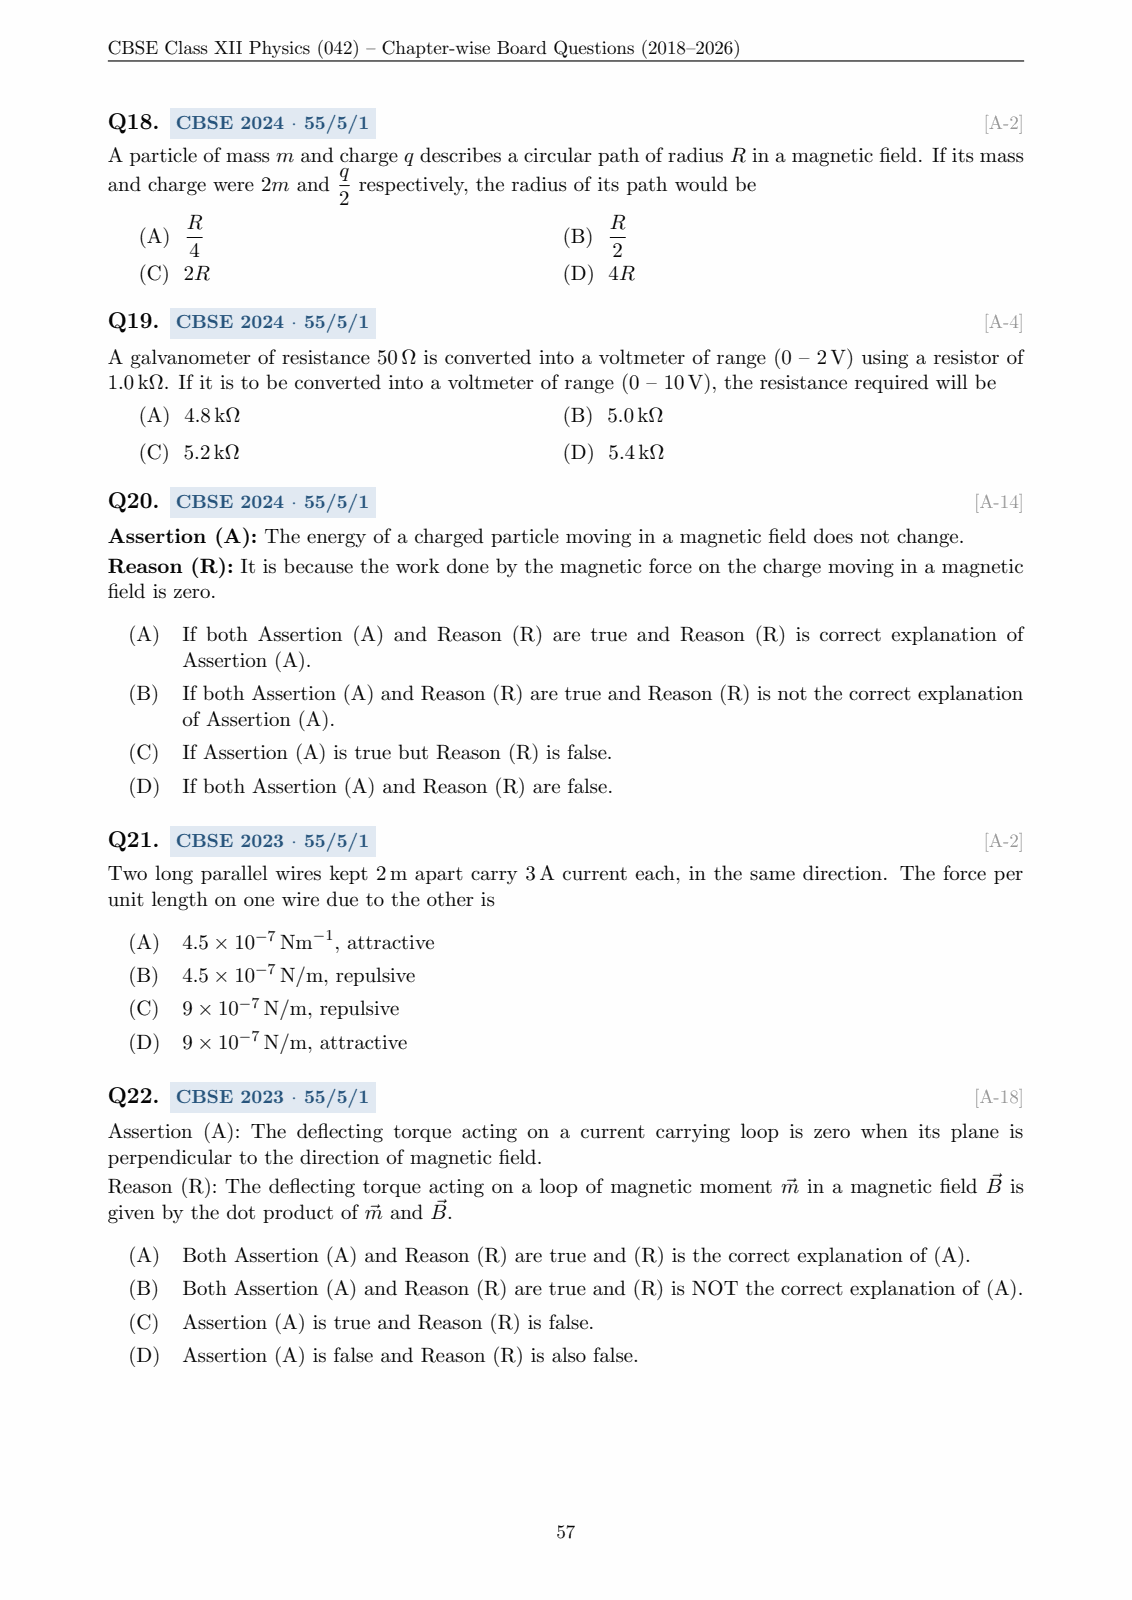 CBSE Class XII Physics (042) – Chapter-wise Board Questions (2018–2026)
Q18. CBSE 2024 · 55/5/1 [A-2]
A particle of mass m and charge q describes a circular path of radius R in a magnetic field. If its mass
and charge were 2m and q/2 respectively, the radius of its path would be
(A) R/4 (B) R/2
(C) 2R (D) 4R
Q19. CBSE 2024 · 55/5/1 [A-4]
A galvanometer of resistance 50 Ω is converted into a voltmeter of range (0 – 2 V) using a resistor of
1.0 kΩ. If it is to be converted into a voltmeter of range (0 – 10 V), the resistance required will be
(A) 4.8 kΩ (B) 5.0 kΩ
(C) 5.2 kΩ (D) 5.4 kΩ
Q20. CBSE 2024 · 55/5/1 [A-14]
Assertion (A): The energy of a charged particle moving in a magnetic field does not change.
Reason (R): It is because the work done by the magnetic force on the charge moving in a magnetic
field is zero.
(A) If both Assertion (A) and Reason (R) are true and Reason (R) is correct explanation of
Assertion (A).
(B) If both Assertion (A) and Reason (R) are true and Reason (R) is not the correct explanation
of Assertion (A).
(C) If Assertion (A) is true but Reason (R) is false.
(D) If both Assertion (A) and Reason (R) are false.
Q21. CBSE 2023 · 55/5/1 [A-2]
Two long parallel wires kept 2 m apart carry 3 A current each, in the same direction. The force per
unit length on one wire due to the other is
(A) 4.5 × 10⁻⁷ Nm⁻¹, attractive
(B) 4.5 × 10⁻⁷ N/m, repulsive
(C) 9 × 10⁻⁷ N/m, repulsive
(D) 9 × 10⁻⁷ N/m, attractive
Q22. CBSE 2023 · 55/5/1 [A-18]
Assertion (A): The deflecting torque acting on a current carrying loop is zero when its plane is
perpendicular to the direction of magnetic field.
Reason (R): The deflecting torque acting on a loop of magnetic moment m⃗ in a magnetic field B⃗ is
given by the dot product of m⃗ and B⃗.
(A) Both Assertion (A) and Reason (R) are true and (R) is the correct explanation of (A).
(B) Both Assertion (A) and Reason (R) are true and (R) is NOT the correct explanation of (A).
(C) Assertion (A) is true and Reason (R) is false.
(D) Assertion (A) is false and Reason (R) is also false.
57